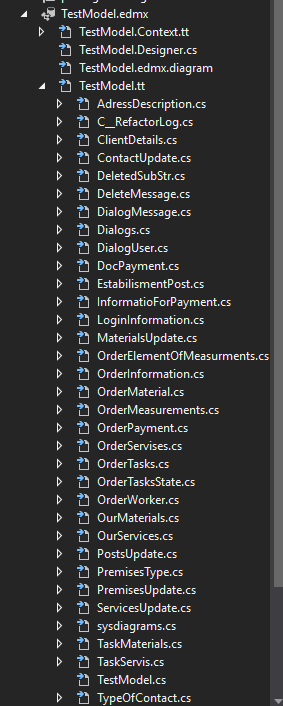 TestModel.edmx
TestModel.Context.tt
TestModel.Designer.cs
TestModel.edmx.diagram
TestModel.tt
AdressDescription.cs
C__RefactorLog.cs
ClientDetails.cs
ContactUpdate.cs
DeletedSubStr.cs
DeleteMessage.cs
DialogMessage.cs
Dialogs.cs
DialogUser.cs
DocPayment.cs
EstabilismentPost.cs
InformatioForPayment.cs
LoginInformation.cs
MaterialsUpdate.cs
OrderElementOfMeasurments.cs
OrderInformation.cs
OrderMaterial.cs
OrderMeasurements.cs
OrderPayment.cs
OrderServises.cs
OrderTasks.cs
OrderTasksState.cs
OrderWorker.cs
OurMaterials.cs
OurServices.cs
PostsUpdate.cs
PremisesType.cs
PremisesUpdate.cs
ServicesUpdate.cs
sysdiagrams.cs
TaskMaterials.cs
TaskServis.cs
TestModel.cs
TypeOfContact.cs